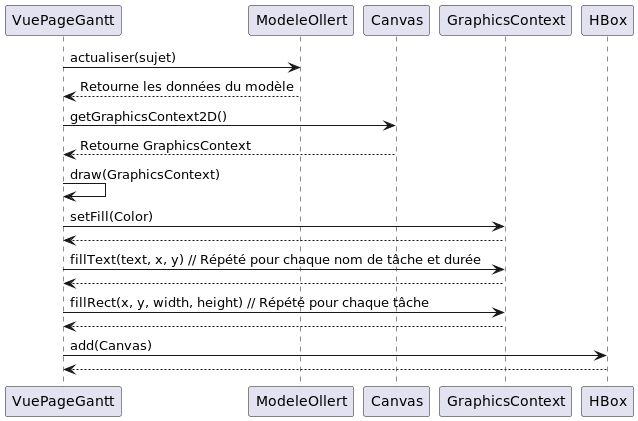 VuePageGantt ModeleOllert Canvas GraphicsContext HBox
actualiser(sujet)
Retourne les données du modèle
getGraphicsContext2D()
Retourne GraphicsContext
draw(GraphicsContext)
setFill(Color)
fillText(text, x, y) // Répété pour chaque nom de tâche et durée
fillRect(x, y, width, height) // Répété pour chaque tâche
add(Canvas)
VuePageGantt ModeleOllert Canvas GraphicsContext HBox